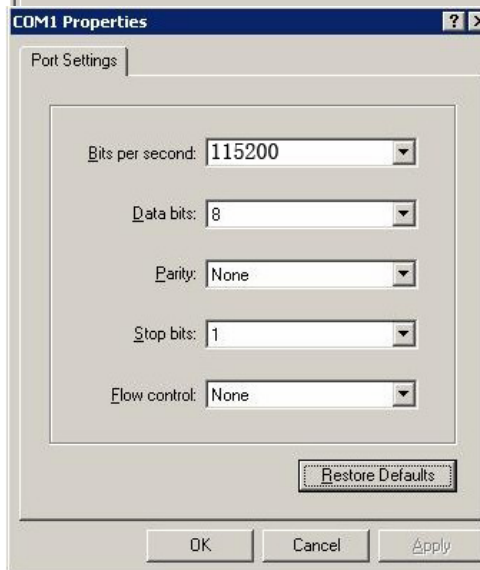 COM1 Properties
Port Settings
Bits per second: 115200
Data bits: 8
Parity: None
Stop bits: 1
Flow control: None
Restore Defaults
OK Cancel Apply